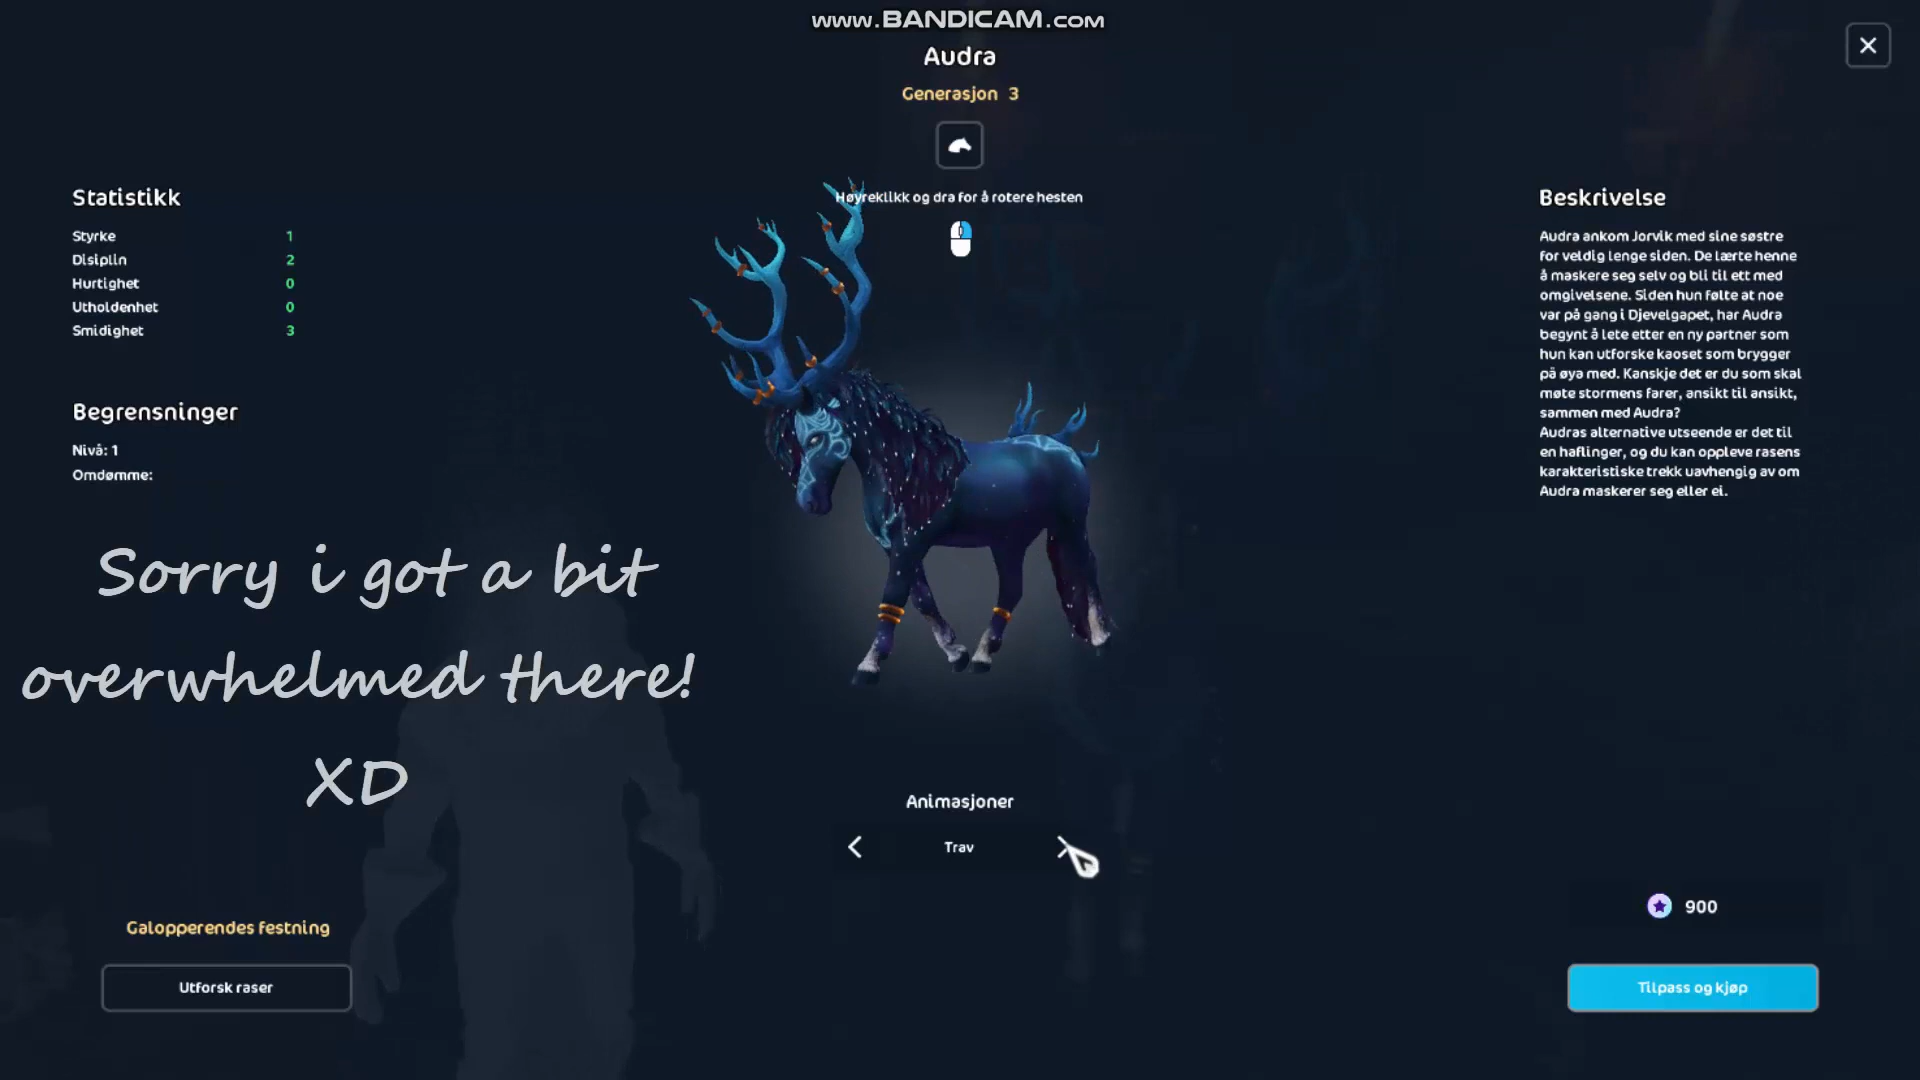 www.BANDICAM.com
Audra
Generasjon 3
Høyreklikk og dra for å rotere hesten
Statistikk
Styrke 1
Disiplin 2
Hurtighet 0
Utholdenhet 0
Smidighet 3
Begrensninger
Nivå: 1
Omdømme:
Sorry i got a bit
overwhelmed there!
XD
Beskrivelse
Audra ankom Jorvik med sine søstre
for veldig lenge siden. De lærte henne
å maskere seg selv og bli til ett med
omgivelsene. Siden hun følte at noe
var på gang i Djevelgapet, har Audra
begynt å lete etter en ny partner som
hun kan utforske kaoset som brygger
på øya med. Kanskje det er du som skal
møte stormens farer, ansikt til ansikt,
sammen med Audra?
Audras alternative utseende er det til
en haflinger, og du kan oppleve rasens
karakteristiske trekk uavhengig av om
Audra maskerer seg eller ei.
Animasjoner
Trav
Galopperendes festning
Utforsk raser
900
Tilpass og kjøp